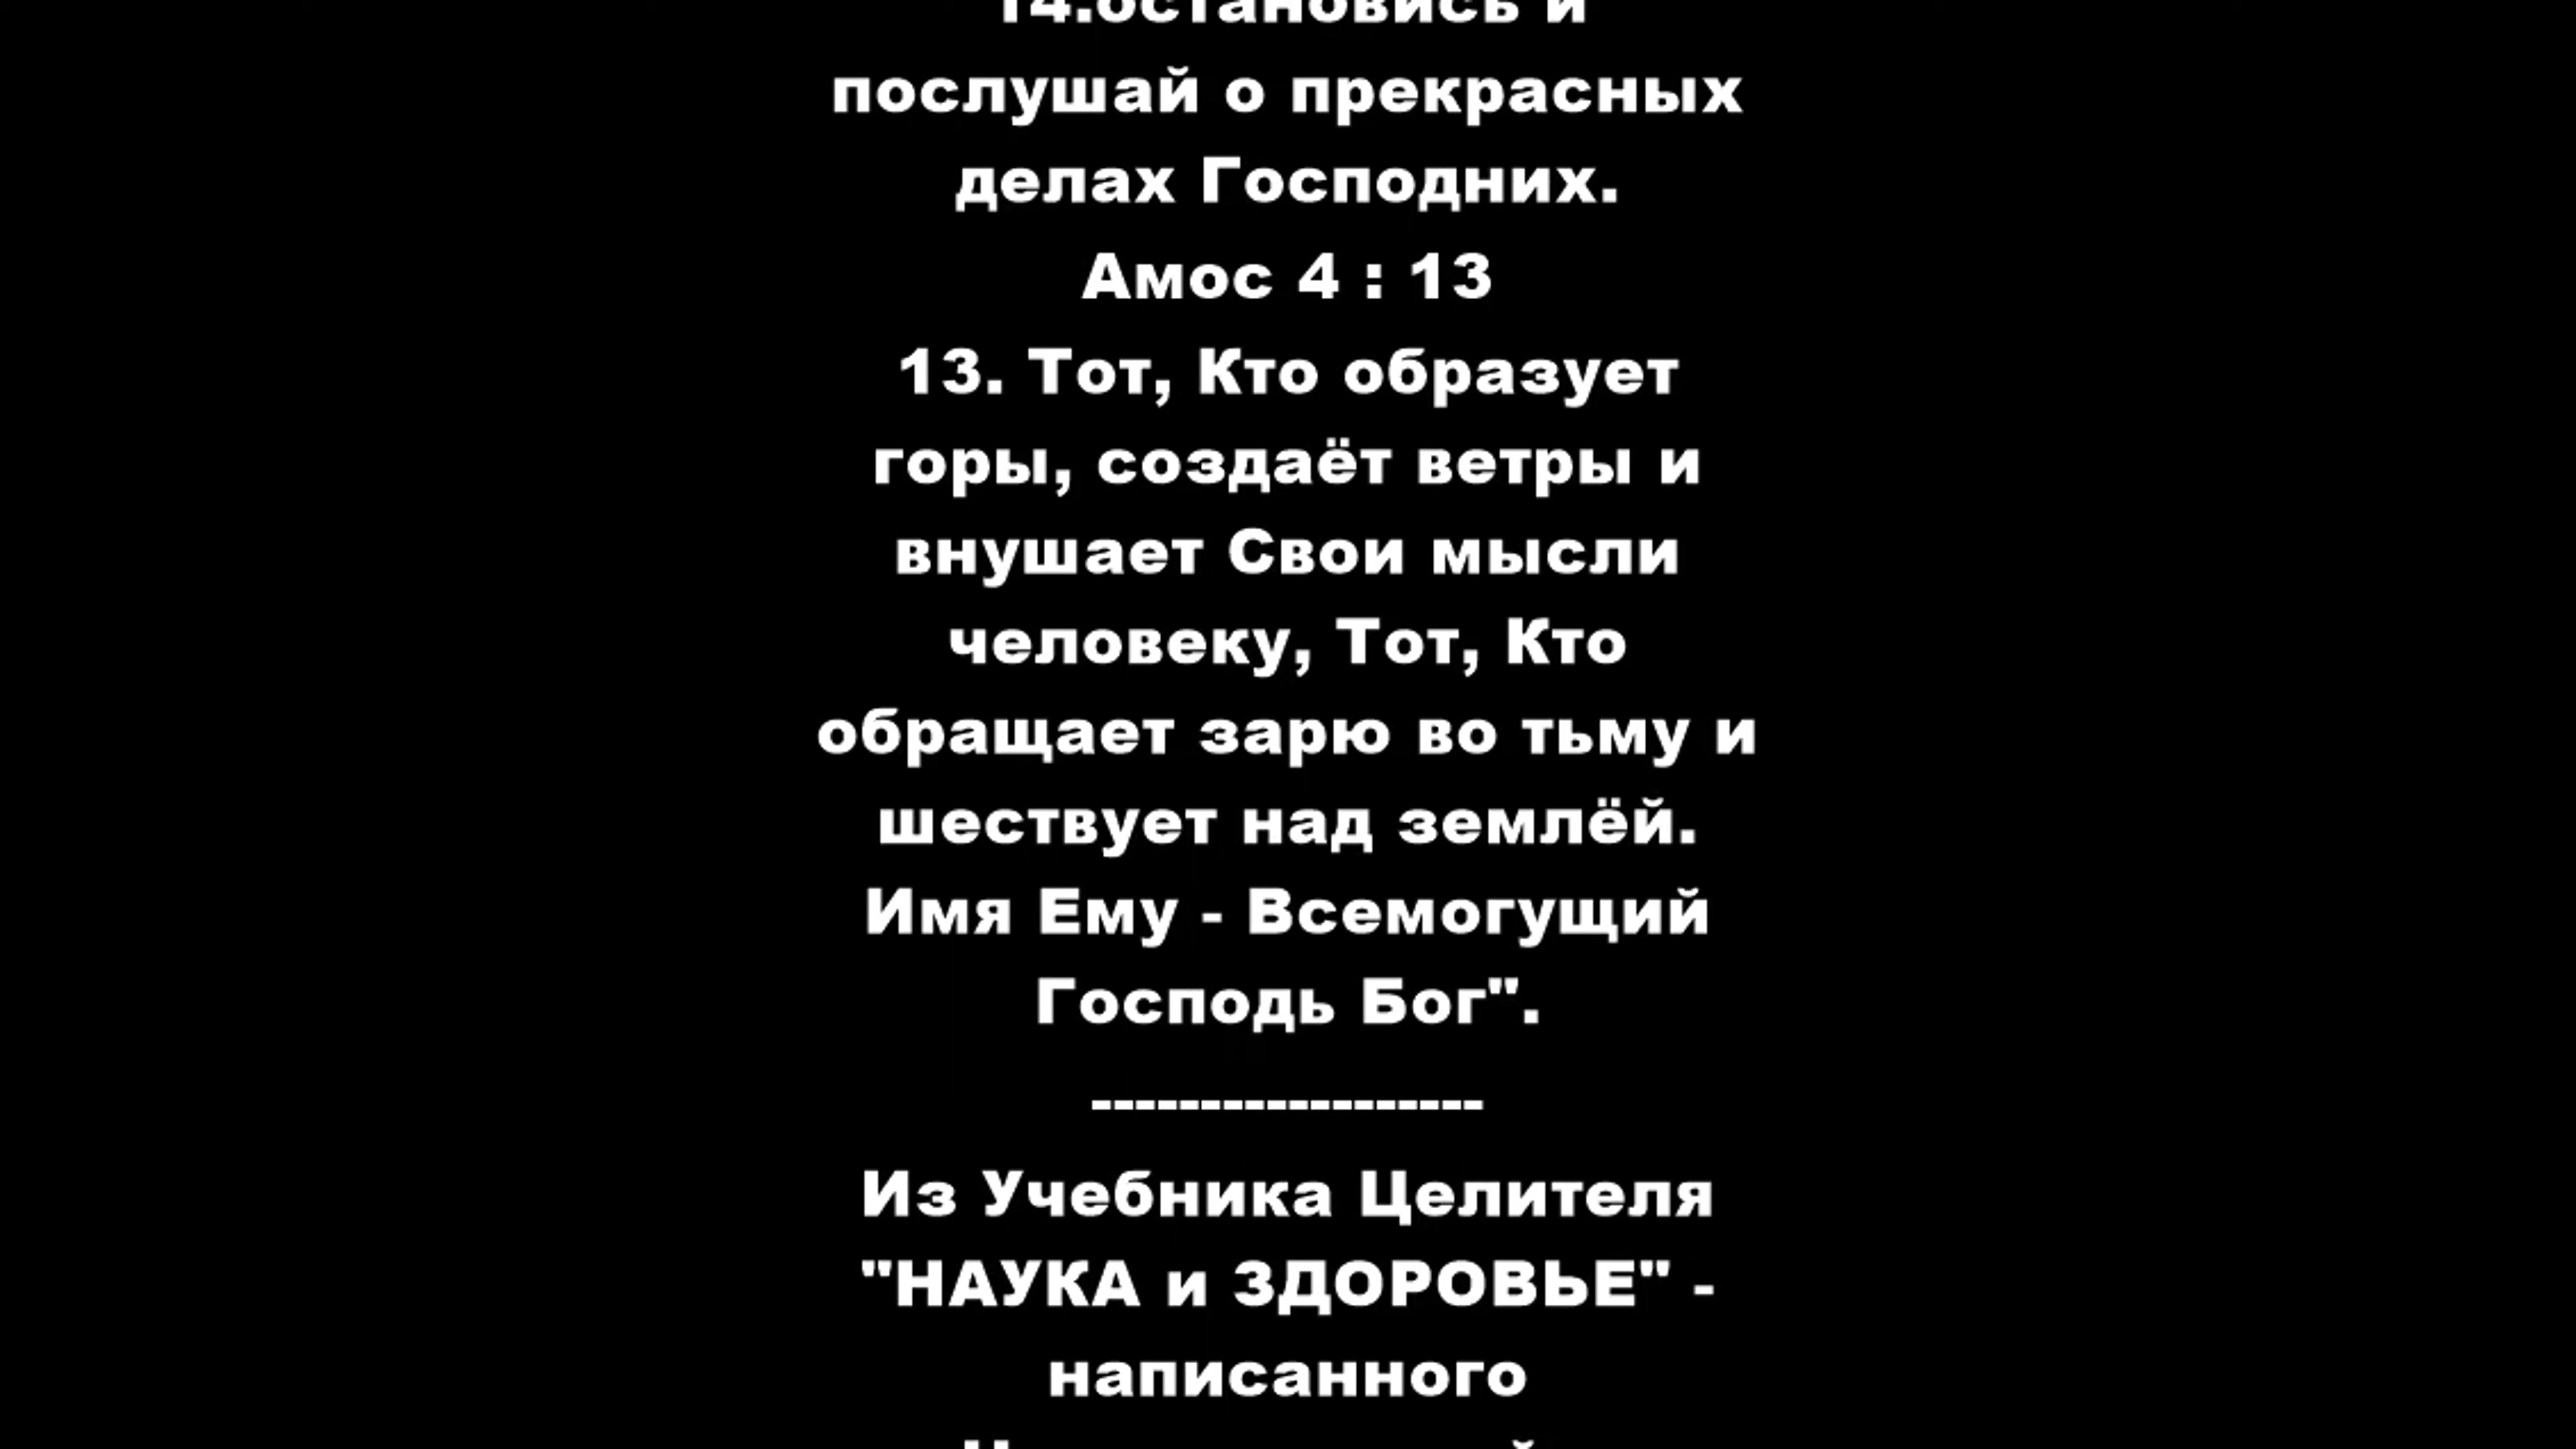 14.остановись и
послушай о прекрасных
делах Господних.
Амос 4 : 13
13. Тот, Кто образует
горы, создаёт ветры и
внушает Свои мысли
человеку, Тот, Кто
обращает зарю во тьму и
шествует над землёй.
Имя Ему - Всемогущий
Господь Бог".
------------------
Из Учебника Целителя
"НАУКА и ЗДОРОВЬЕ" -
написанного